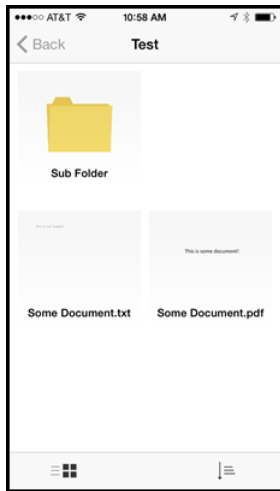 AT&T 10:58 AM
Back Test
Sub Folder
This is some document!
Some Document.txt Some Document.pdf